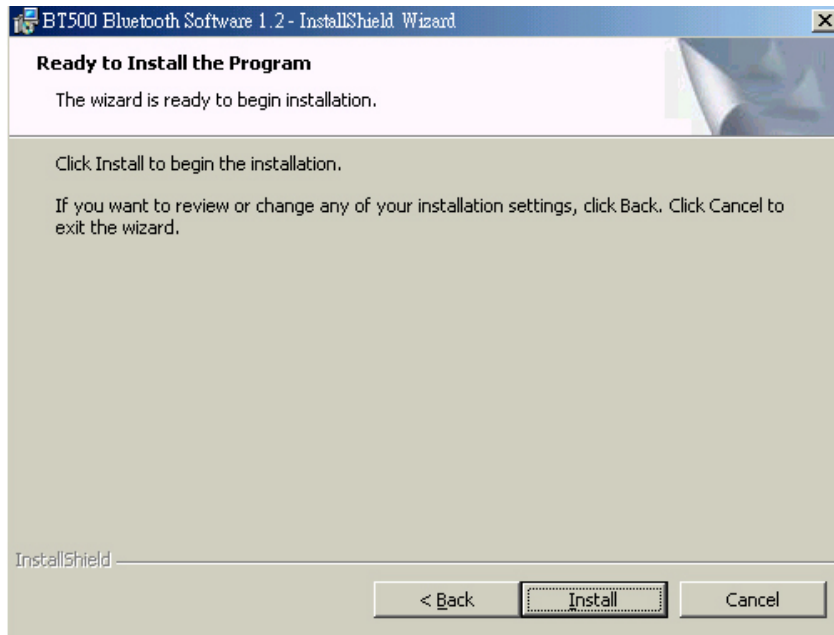 BT500 Bluetooth Software 1.2 - InstallShield Wizard
Ready to Install the Program
The wizard is ready to begin installation.
Click Install to begin the installation.
If you want to review or change any of your installation settings, click Back. Click Cancel to
exit the wizard.
InstallShield
< Back
Install
Cancel